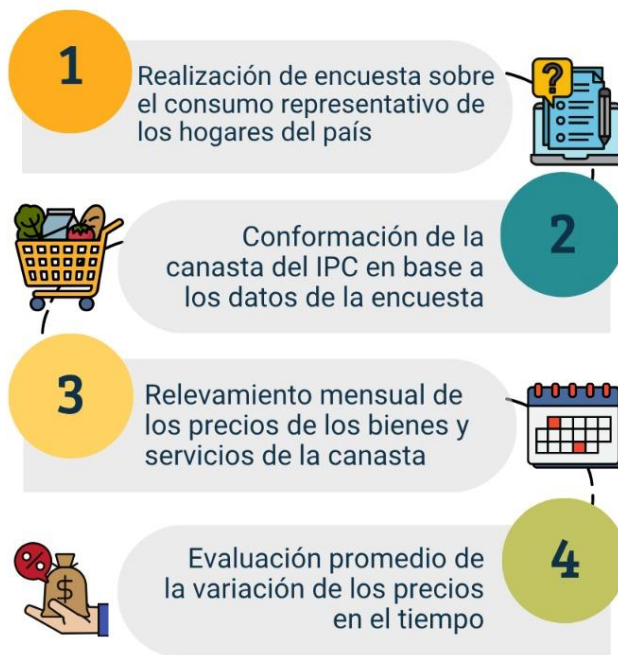 1
Realización de encuesta sobre
el consumo representativo de
los hogares del país
?
Conformación de la
canasta del IPC en base a
los datos de la encuesta
2
3
Relevamiento mensual de
los precios de los bienes y
servicios de la canasta
%
$
Evaluación promedio de
la variación de los precios
en el tiempo
4